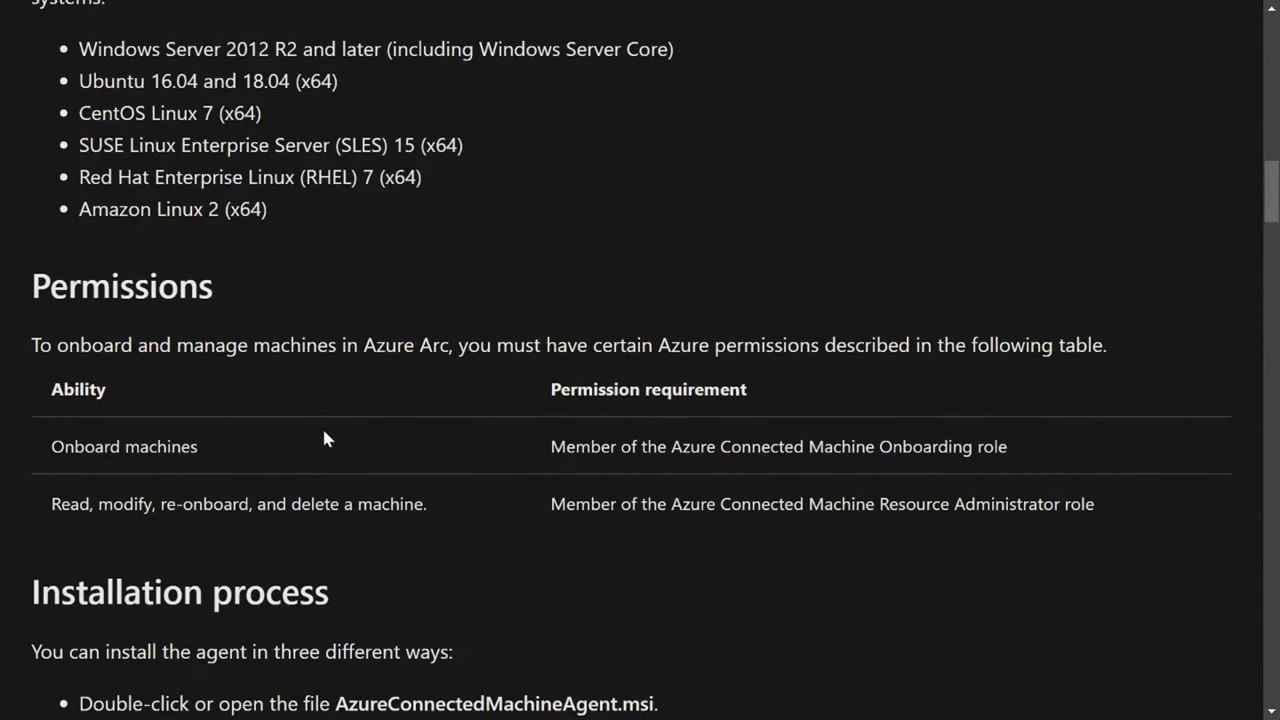 systems:
• Windows Server 2012 R2 and later (including Windows Server Core)
• Ubuntu 16.04 and 18.04 (x64)
• CentOS Linux 7 (x64)
• SUSE Linux Enterprise Server (SLES) 15 (x64)
• Red Hat Enterprise Linux (RHEL) 7 (x64)
• Amazon Linux 2 (x64)
Permissions
To onboard and manage machines in Azure Arc, you must have certain Azure permissions described in the following table.
Ability Permission requirement
Onboard machines Member of the Azure Connected Machine Onboarding role
Read, modify, re-onboard, and delete a machine. Member of the Azure Connected Machine Resource Administrator role
Installation process
You can install the agent in three different ways:
• Double-click or open the file AzureConnectedMachineAgent.msi.